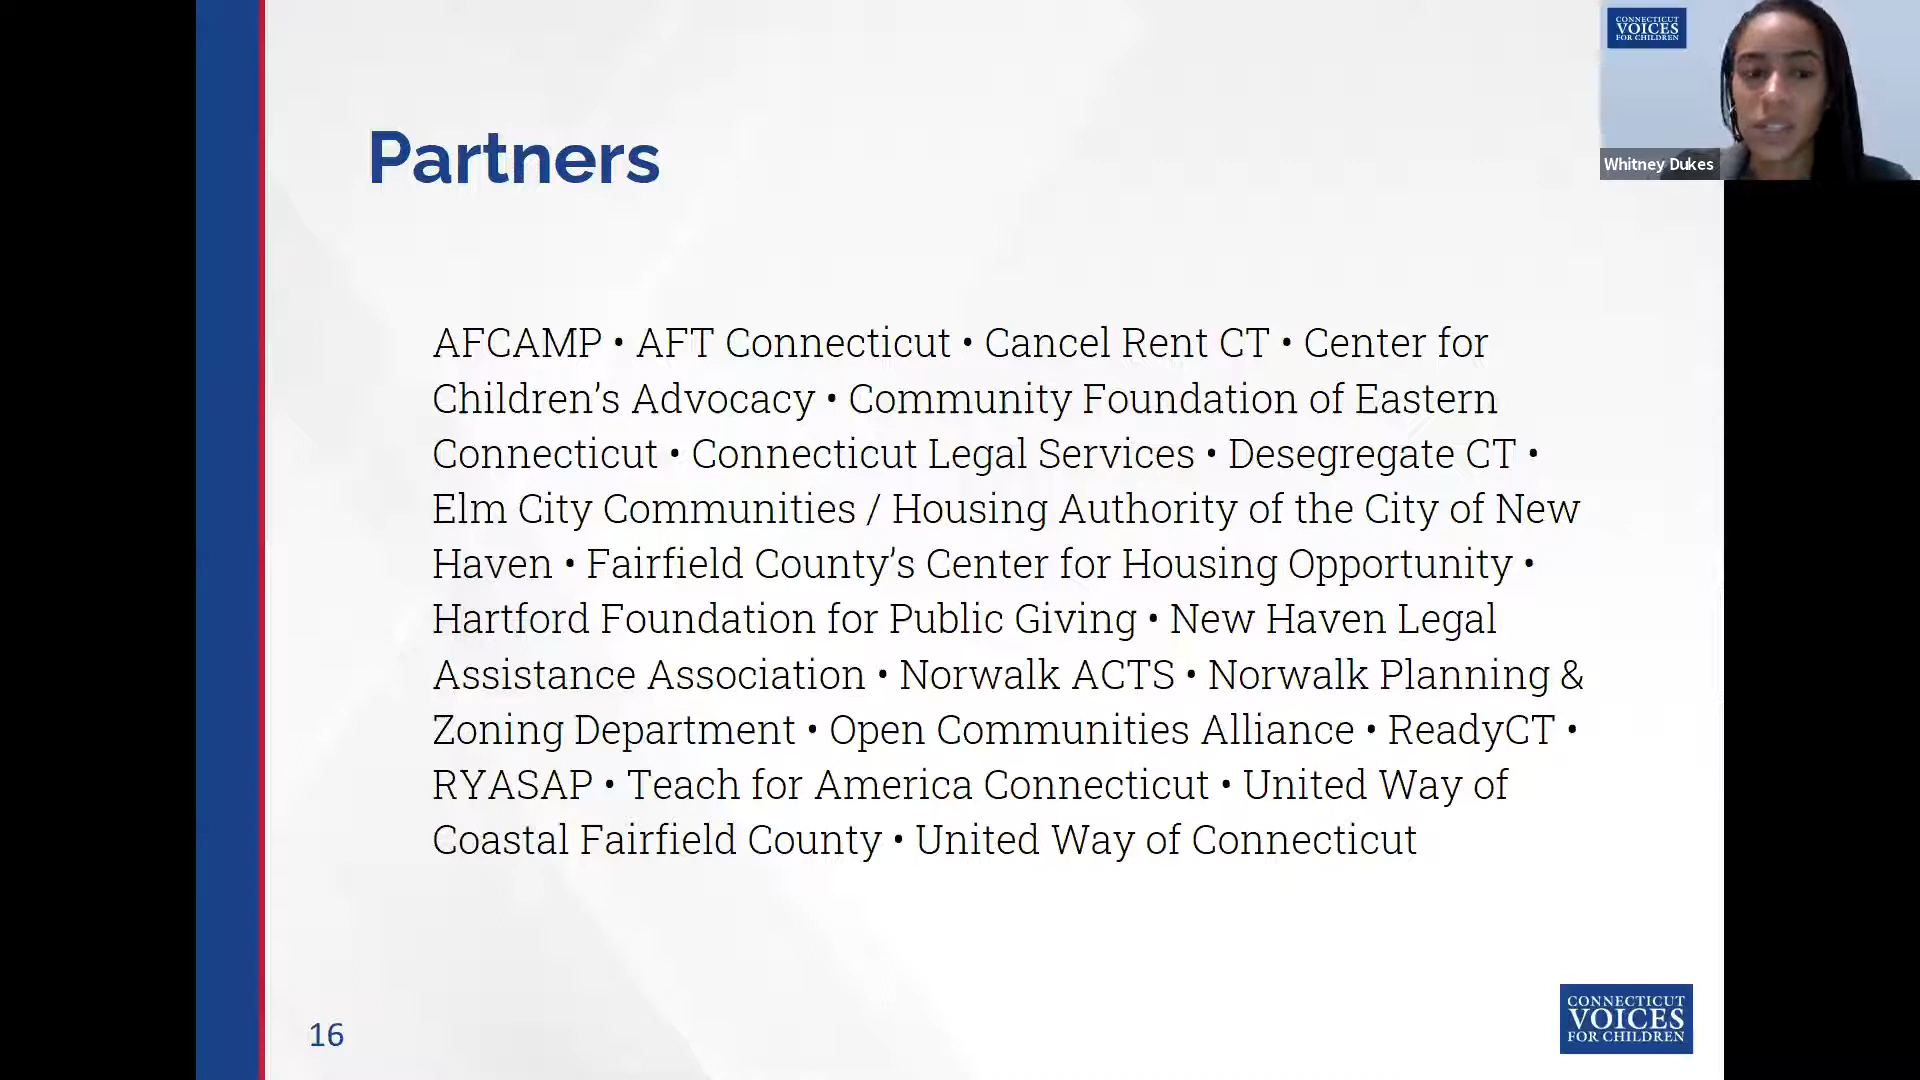 CONNECTICUT
VOICES
FOR CHILDREN
Whitney Dukes
Partners
AFCAMP • AFT Connecticut • Cancel Rent CT • Center for
Children’s Advocacy • Community Foundation of Eastern
Connecticut • Connecticut Legal Services • Desegregate CT •
Elm City Communities / Housing Authority of the City of New
Haven • Fairfield County’s Center for Housing Opportunity •
Hartford Foundation for Public Giving • New Haven Legal
Assistance Association • Norwalk ACTS • Norwalk Planning &
Zoning Department • Open Communities Alliance • ReadyCT •
RYASAP • Teach for America Connecticut • United Way of
Coastal Fairfield County • United Way of Connecticut
16
CONNECTICUT
VOICES
FOR CHILDREN